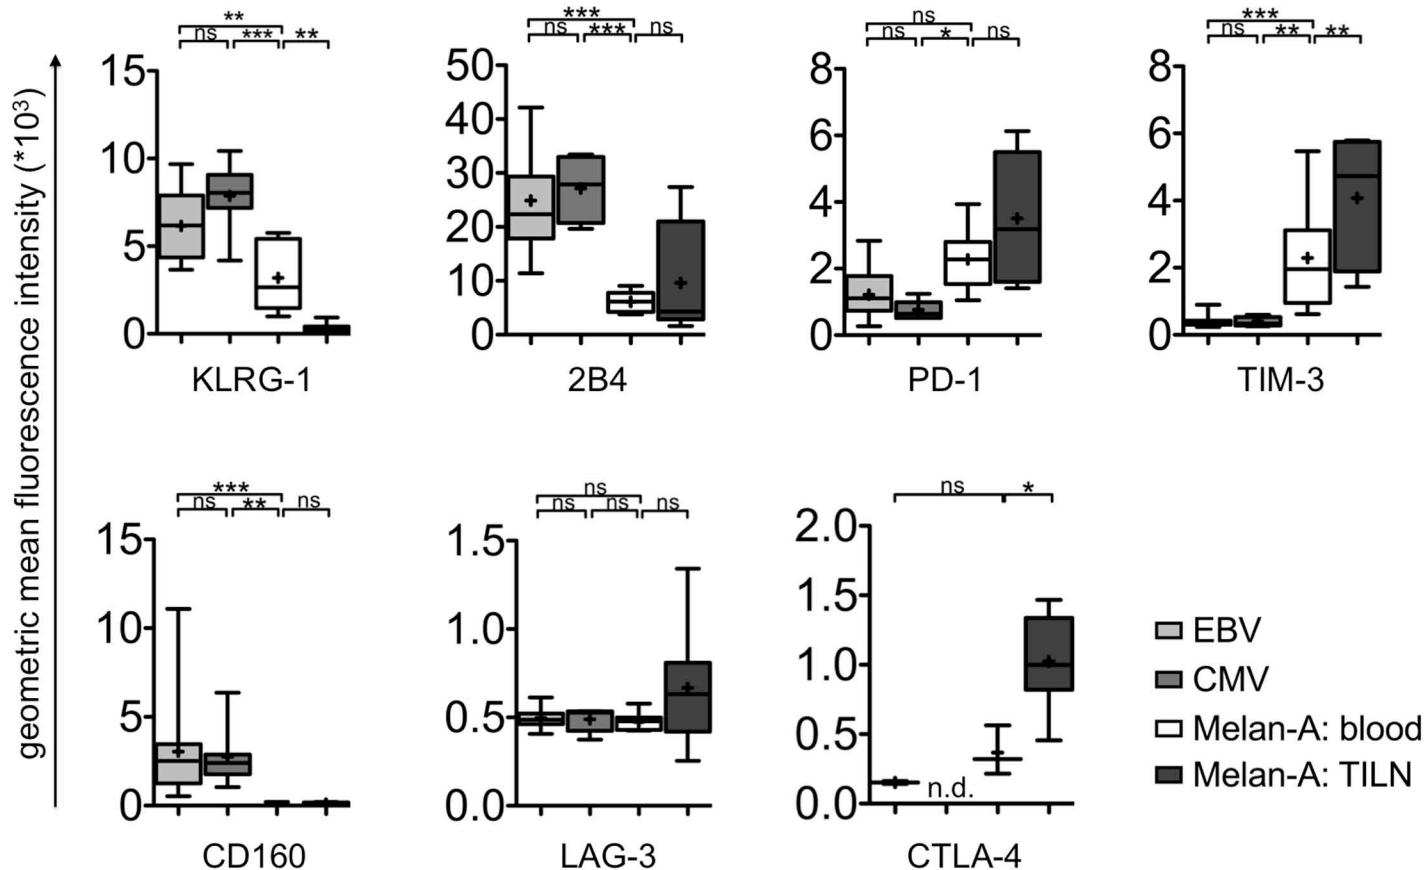 geometric mean fluorescence intensity (*10³)
**
ns *** **
15
10
5
0
KLRG-1
***
ns *** ns
50
40
30
20
10
0
2B4
ns
ns * ns
8
6
4
2
0
PD-1
***
ns ** **
8
6
4
2
0
TIM-3
***
ns ** ns
15
10
5
0
CD160
ns
ns ns ns
1.5
1.0
0.5
0.0
LAG-3
ns *
2.0
1.5
1.0
0.5
0.0
n.d.
CTLA-4
EBV
CMV
Melan-A: blood
Melan-A: TILN